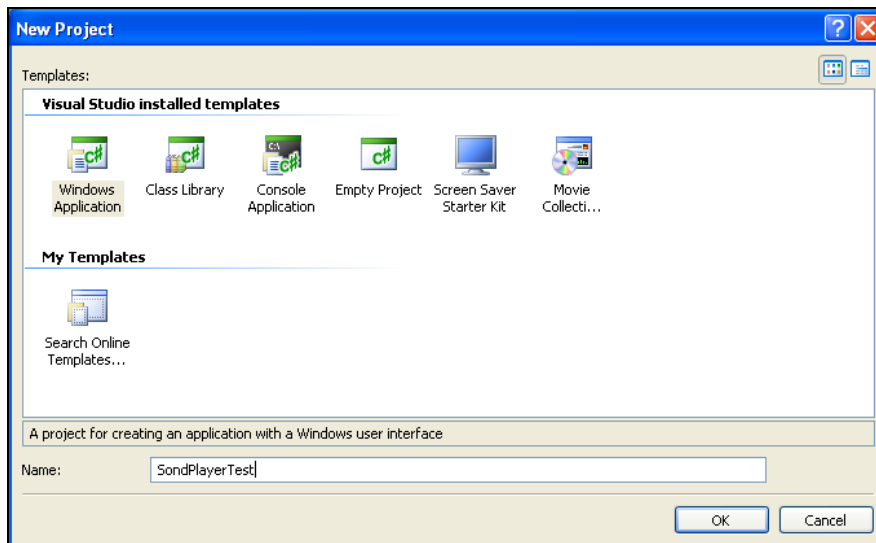 New Project
Templates:
Visual Studio installed templates
Windows Application
Class Library
Console Application
Empty Project
Screen Saver Starter Kit
Movie Collecti...
My Templates
Search Online Templates...
A project for creating an application with a Windows user interface
Name:
SondPlayerTest
OK
Cancel